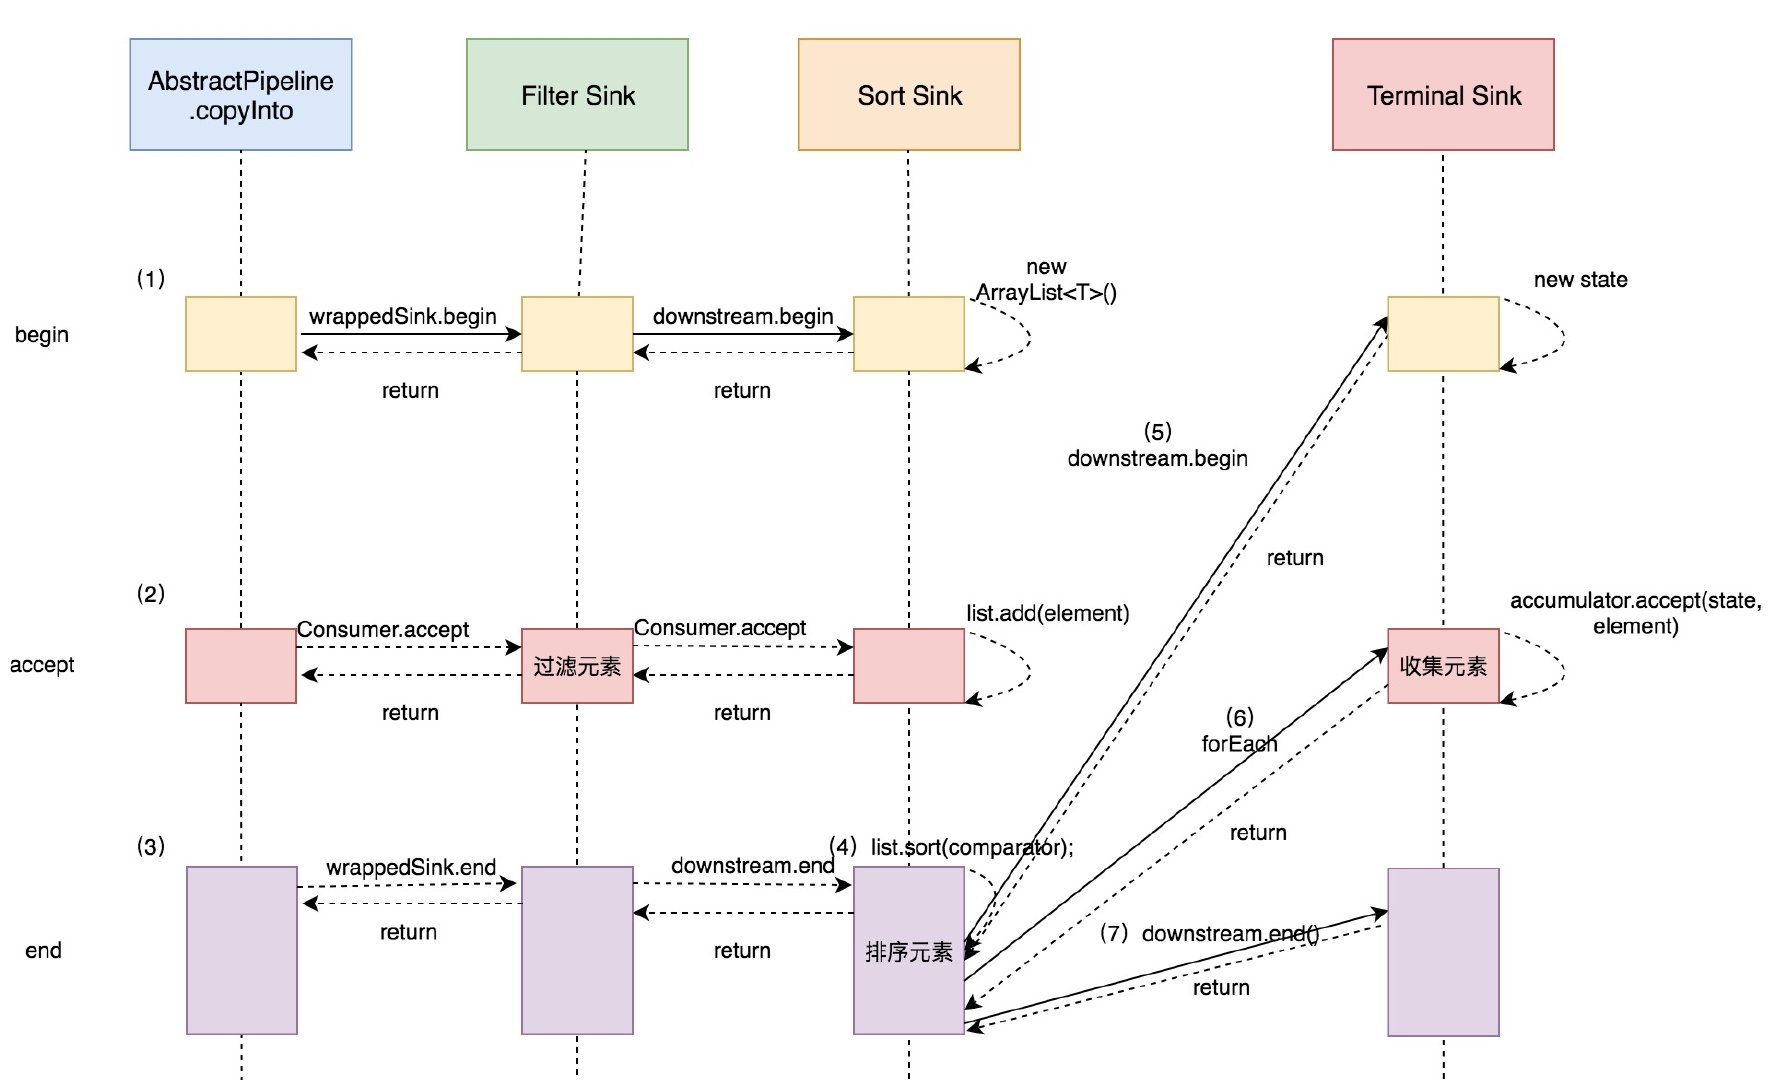 AbstractPipeline
.copyInto
Filter Sink
Sort Sink
Terminal Sink
(1)
begin
wrappedSink.begin
return
downstream.begin
return
new
ArrayList<T>()
new state
(5)
downstream.begin
return
(2)
accept
Consumer.accept
return
过滤元素
Consumer.accept
return
list.add(element)
accumulator.accept(state,
element)
收集元素
(6)
forEach
return
(3)
end
wrappedSink.end
return
downstream.end
return
(4) list.sort(comparator);
排序元素
(7) downstream.end()
return